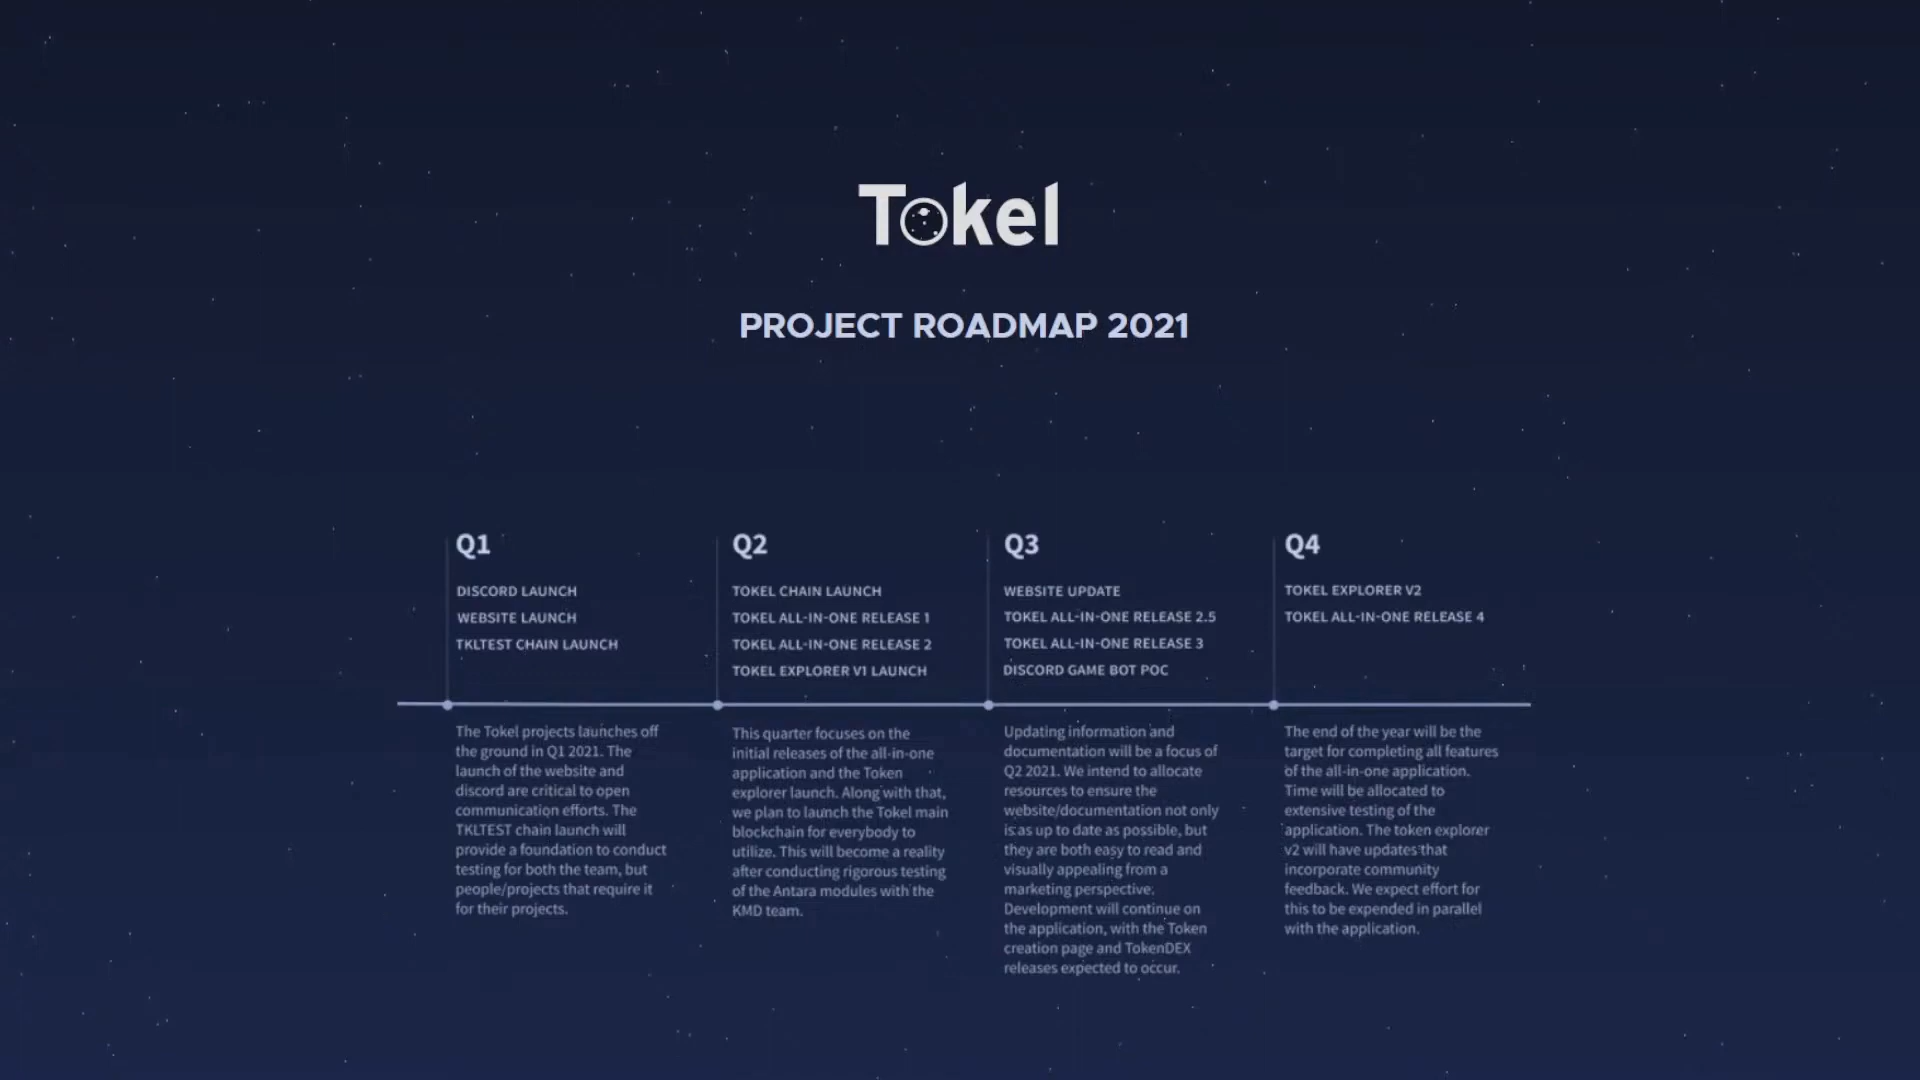 Tokel
PROJECT ROADMAP 2021
Q1
DISCORD LAUNCH
WEBSITE LAUNCH
TKLTEST CHAIN LAUNCH
The Tokel projects launches off
the ground in Q1 2021. The
launch of the website and
discord are critical to open
communication efforts. The
TKLTEST chain launch will
provide a foundation to conduct
testing for both the team, but
people/projects that require it
for their projects.
Q2
TOKEL CHAIN LAUNCH
TOKEL ALL-IN-ONE RELEASE 1
TOKEL ALL-IN-ONE RELEASE 2
TOKEL EXPLORER V1 LAUNCH
This quarter focuses on the
initial releases of the all-in-one
application and the Token
explorer launch. Along with that,
we plan to launch the Tokel main
blockchain for everybody to
utilize. This will become a reality
after conducting rigorous testing
of the Antara modules with the
KMD team.
Q3
WEBSITE UPDATE
TOKEL ALL-IN-ONE RELEASE 2.5
TOKEL ALL-IN-ONE RELEASE 3
DISCORD GAME BOT POC
Updating information and
documentation will be a focus of
Q2 2021. We intend to allocate
resources to ensure the
website/documentation not only
is as up to date as possible, but
they are both easy to read and
visually appealing from a
marketing perspective.
Development will continue on
the application, with the Token
creation page and TokenDEX
releases expected to occur.
Q4
TOKEL EXPLORER V2
TOKEL ALL-IN-ONE RELEASE 4
The end of the year will be the
target for completing all features
of the all-in-one application.
Time will be allocated to
extensive testing of the
application. The token explorer
v2 will have updates that
incorporate community
feedback. We expect effort for
this to be expended in parallel
with the application.